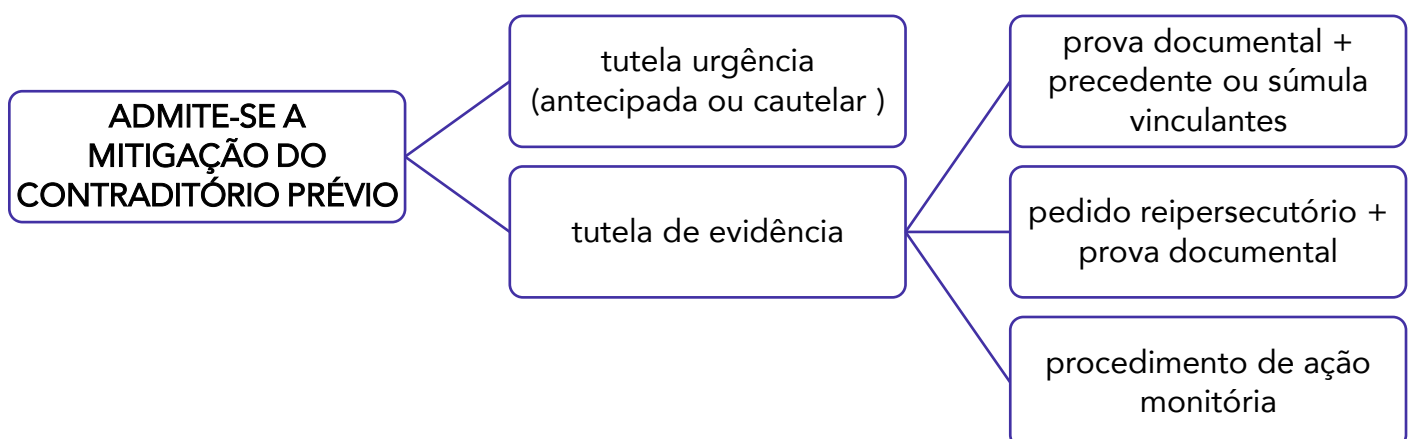 ADMITE-SE A
MITIGAÇÃO DO
CONTRADITÓRIO PRÉVIO
tutela urgência
(antecipada ou cautelar )
tutela de evidência
prova documental +
precedente ou súmula
vinculantes
pedido reipersecutório +
prova documental
procedimento de ação
monitória